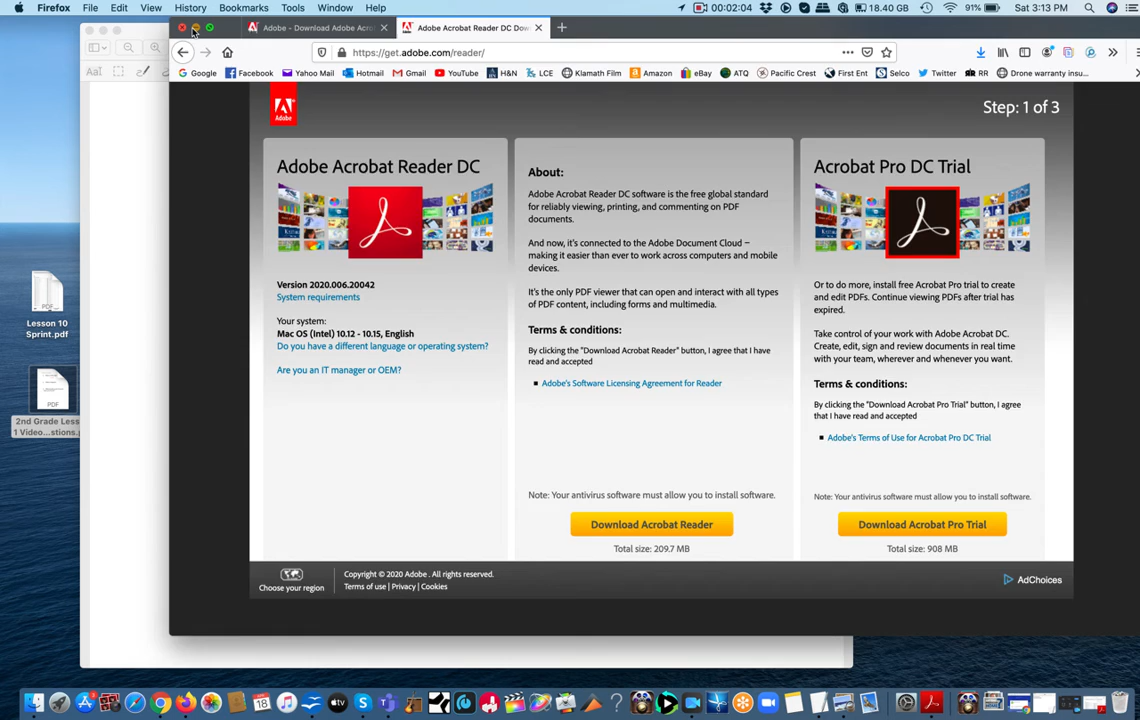 Firefox File Edit View History Bookmarks Tools Window Help 00:02:04 18.40 GB 91% Sat 3:13 PM
Adobe - Download Adobe Acro Adobe Acrobat Reader DC Dow
https://get.adobe.com/reader/
Google Facebook Yahoo Mail Hotmail Gmail YouTube H&N LCE Klamath Film Amazon eBay ATQ Pacific Crest First Ent Selco Twitter RR Drone warranty insu...
Adobe
Step: 1 of 3
Adobe Acrobat Reader DC
Version 2020.006.20042
System requirements
Your system:
Mac OS (Intel) 10.12 - 10.15, English
Do you have a different language or operating system?
Are you an IT manager or OEM?
About:
Adobe Acrobat Reader DC software is the free global standard
for reliably viewing, printing, and commenting on PDF
documents.
And now, it's connected to the Adobe Document Cloud −
making it easier than ever to work across computers and mobile
devices.
It's the only PDF viewer that can open and interact with all types
of PDF content, including forms and multimedia.
Terms & conditions:
By clicking the "Download Acrobat Reader" button, I agree that I have
read and accepted
Adobe's Software Licensing Agreement for Reader
Note: Your antivirus software must allow you to install software.
Download Acrobat Reader
Total size: 209.7 MB
Acrobat Pro DC Trial
Or to do more, install free Acrobat Pro trial to create
and edit PDFs. Continue viewing PDFs after trial has
expired.
Take control of your work with Adobe Acrobat DC.
Create, edit, sign and review documents in real time
with your team, wherever and whenever you want.
Terms & conditions:
By clicking the "Download Acrobat Pro Trial" button, I agree
that I have read and accepted
Adobe's Terms of Use for Acrobat Pro DC Trial
Note: Your antivirus software must allow you to install software.
Download Acrobat Pro Trial
Total size: 908 MB
Choose your region
Copyright © 2020 Adobe . All rights reserved.
Terms of use | Privacy | Cookies
AdChoices
PDF
Lesson 10
Sprint.pdf
PDF
2nd Grade Less
1 Video...stions.p